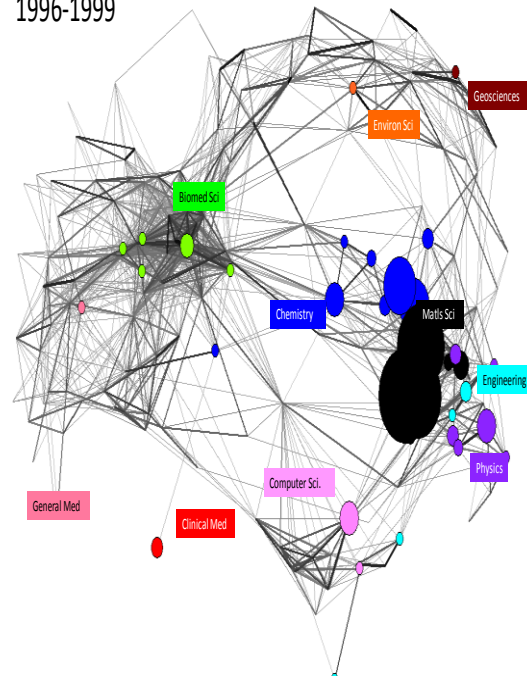 1996-1999
Geosciences
Environ Sci
Biomed Sci
Chemistry
Matls Sci
Engineering
Physics
Computer Sci.
General Med
Clinical Med